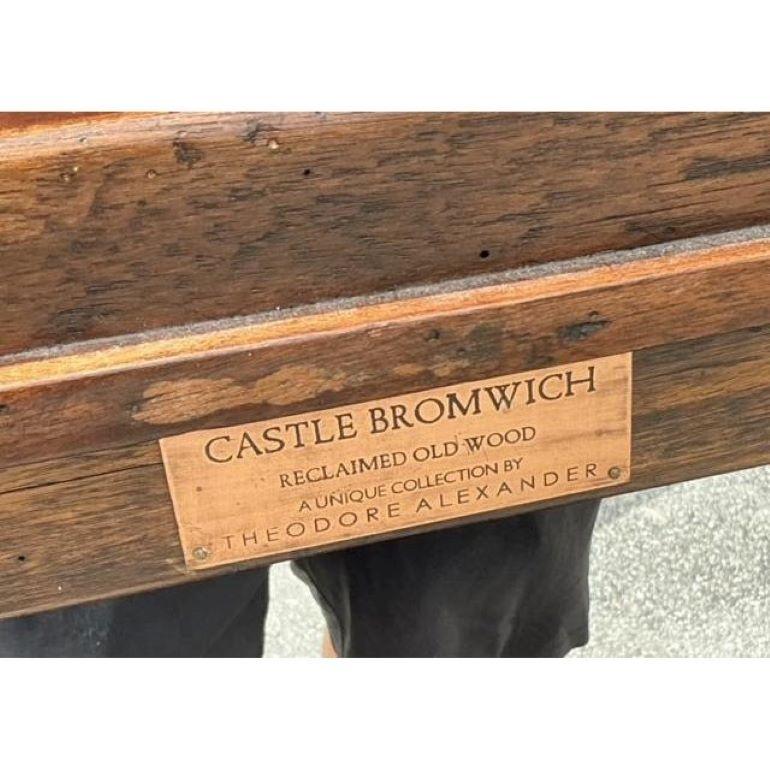 CASTLE BROMWICH
RECLAIMED OLD WOOD
A UNIQUE COLLECTION BY
THEODORE ALEXANDER